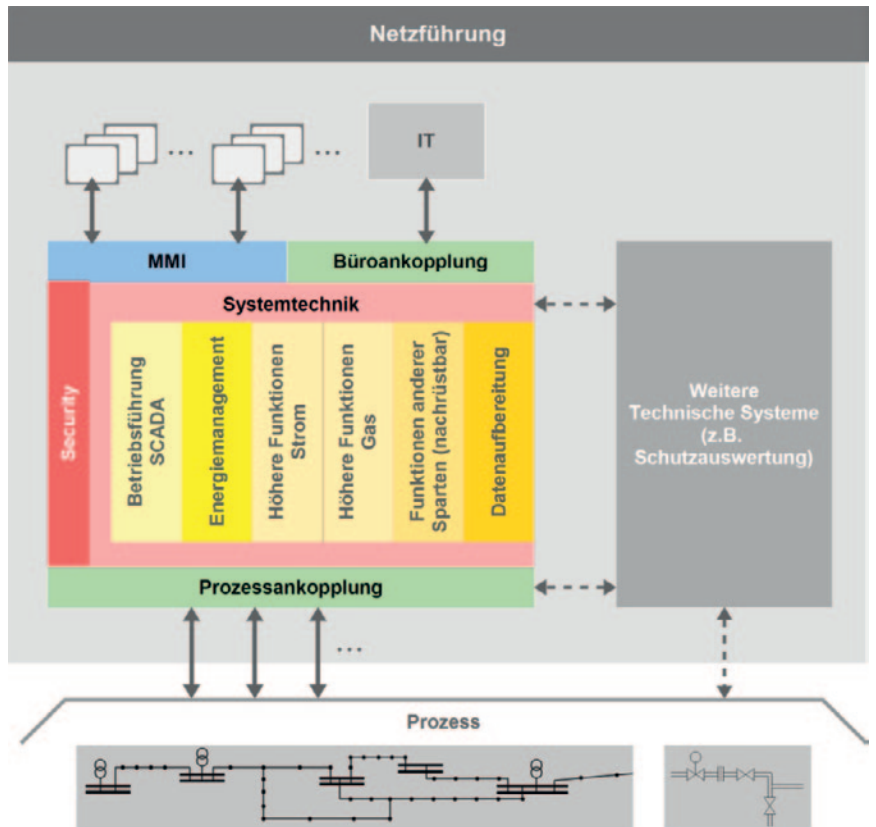 Netzführung
...
...
IT
MMI
Büroankopplung
Systemtechnik
Security
Betriebsführung
SCADA
Energiemanagement
Höhere Funktionen
Strom
Höhere Funktionen
Gas
Funktionen anderer
Sparten (nachrüstbar)
Datenaufbereitung
Weitere
Technische Systeme
(z.B.
Schutzauswertung)
Prozessankopplung
...
Prozess